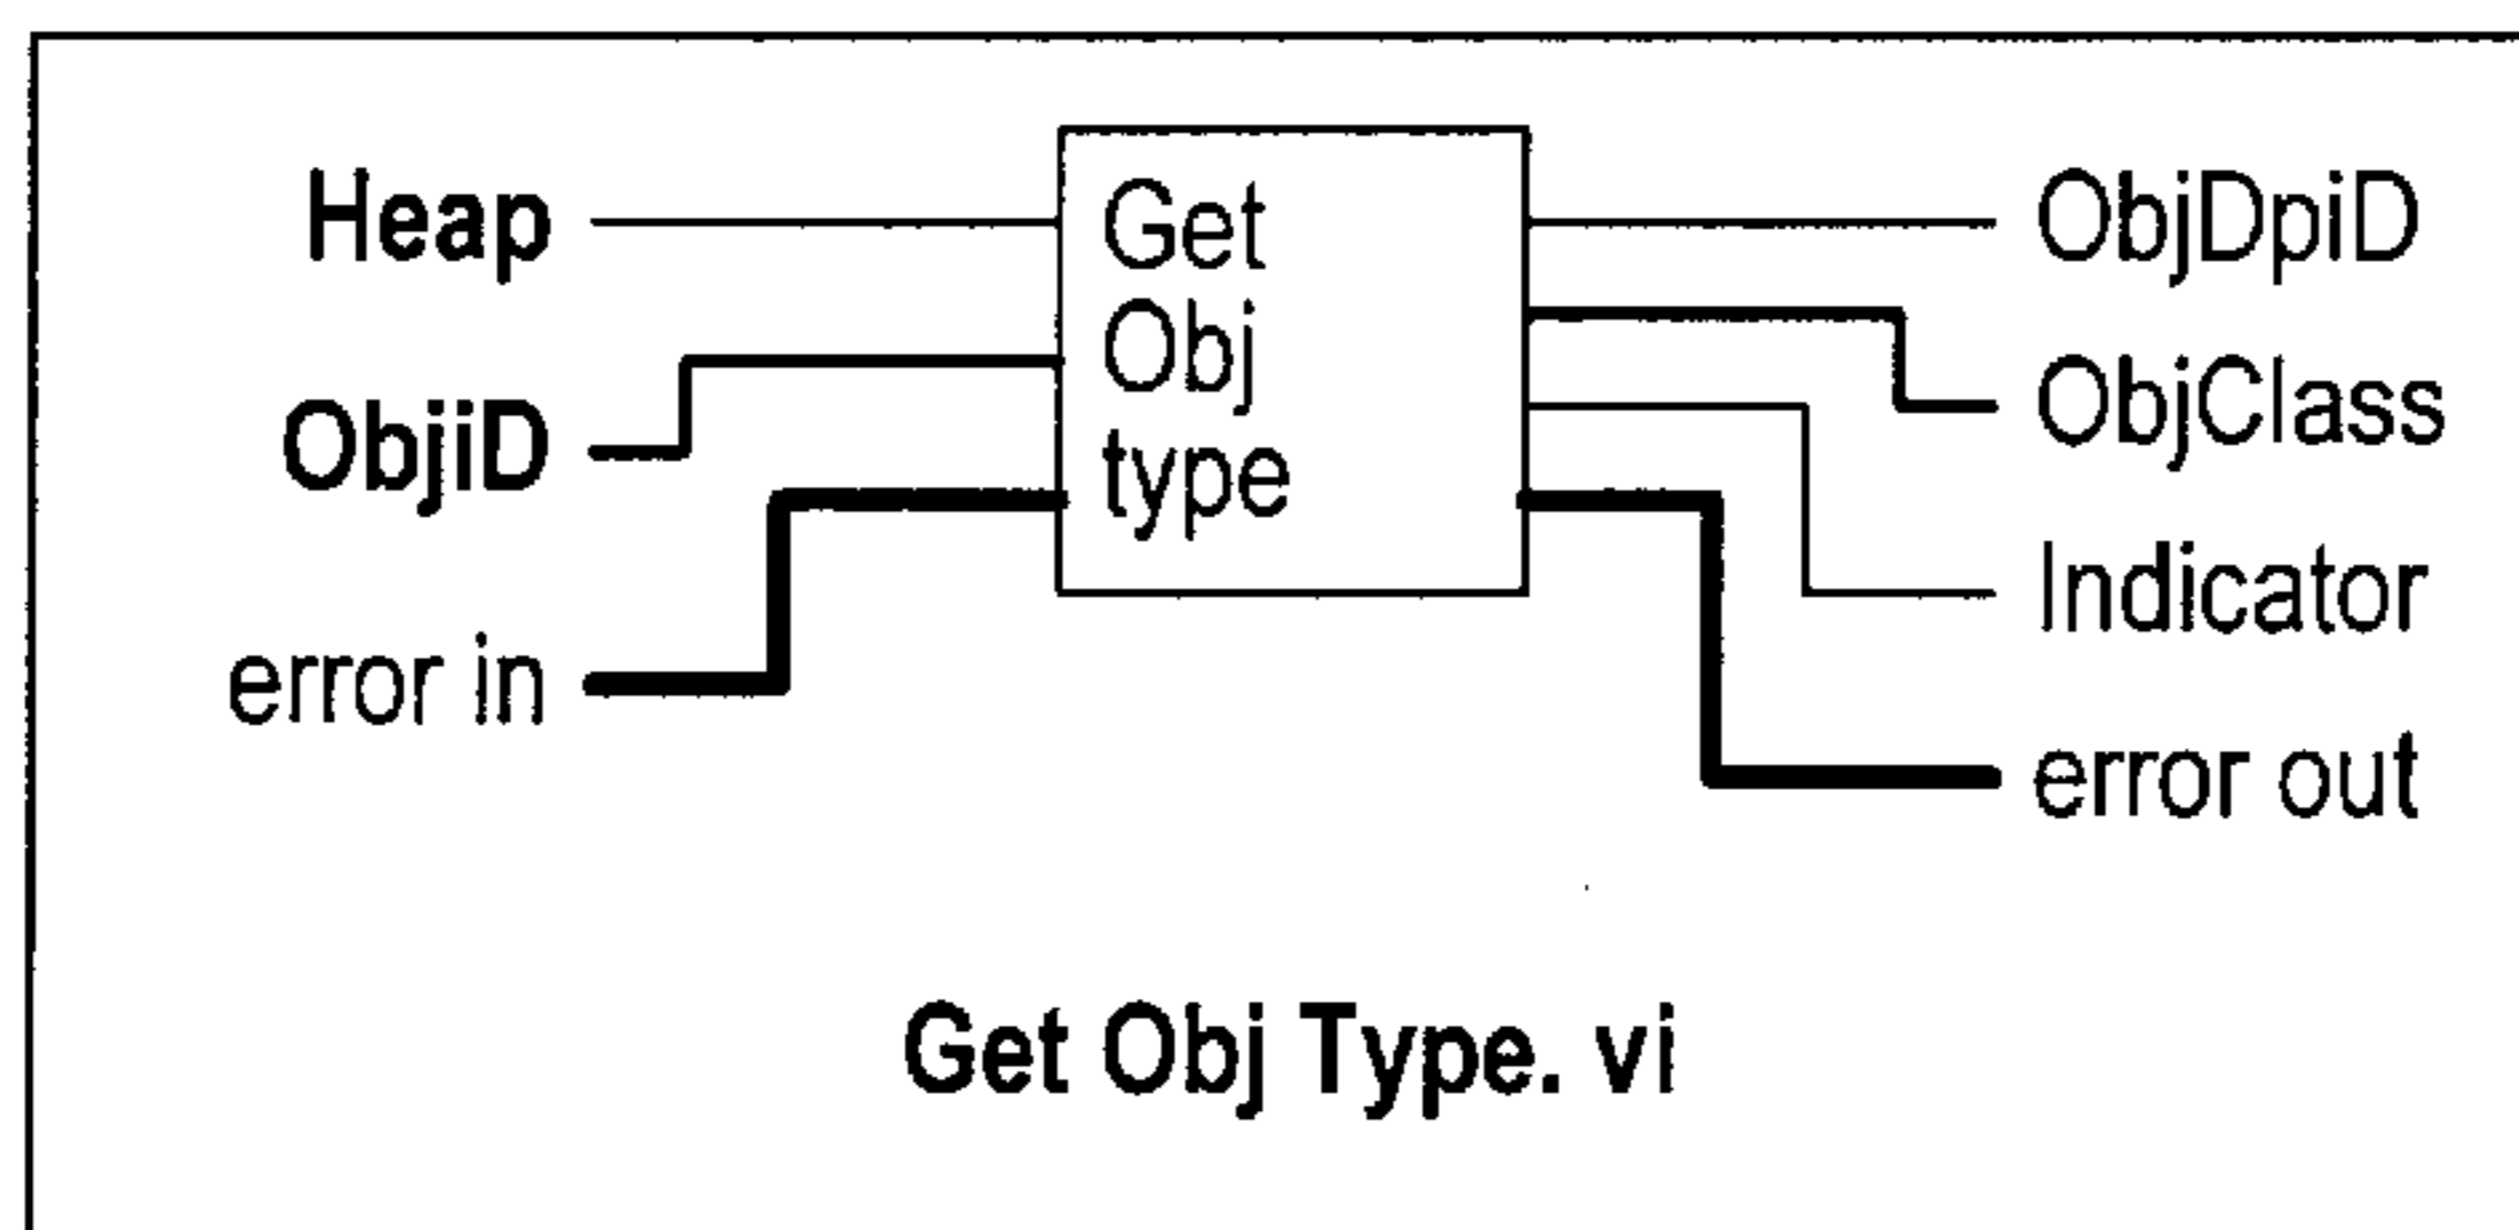 Heap
ObjiD
error in
Get
Obj
type
ObjDpiD
ObjClass
Indicator
error out
Get Obj Type. vi